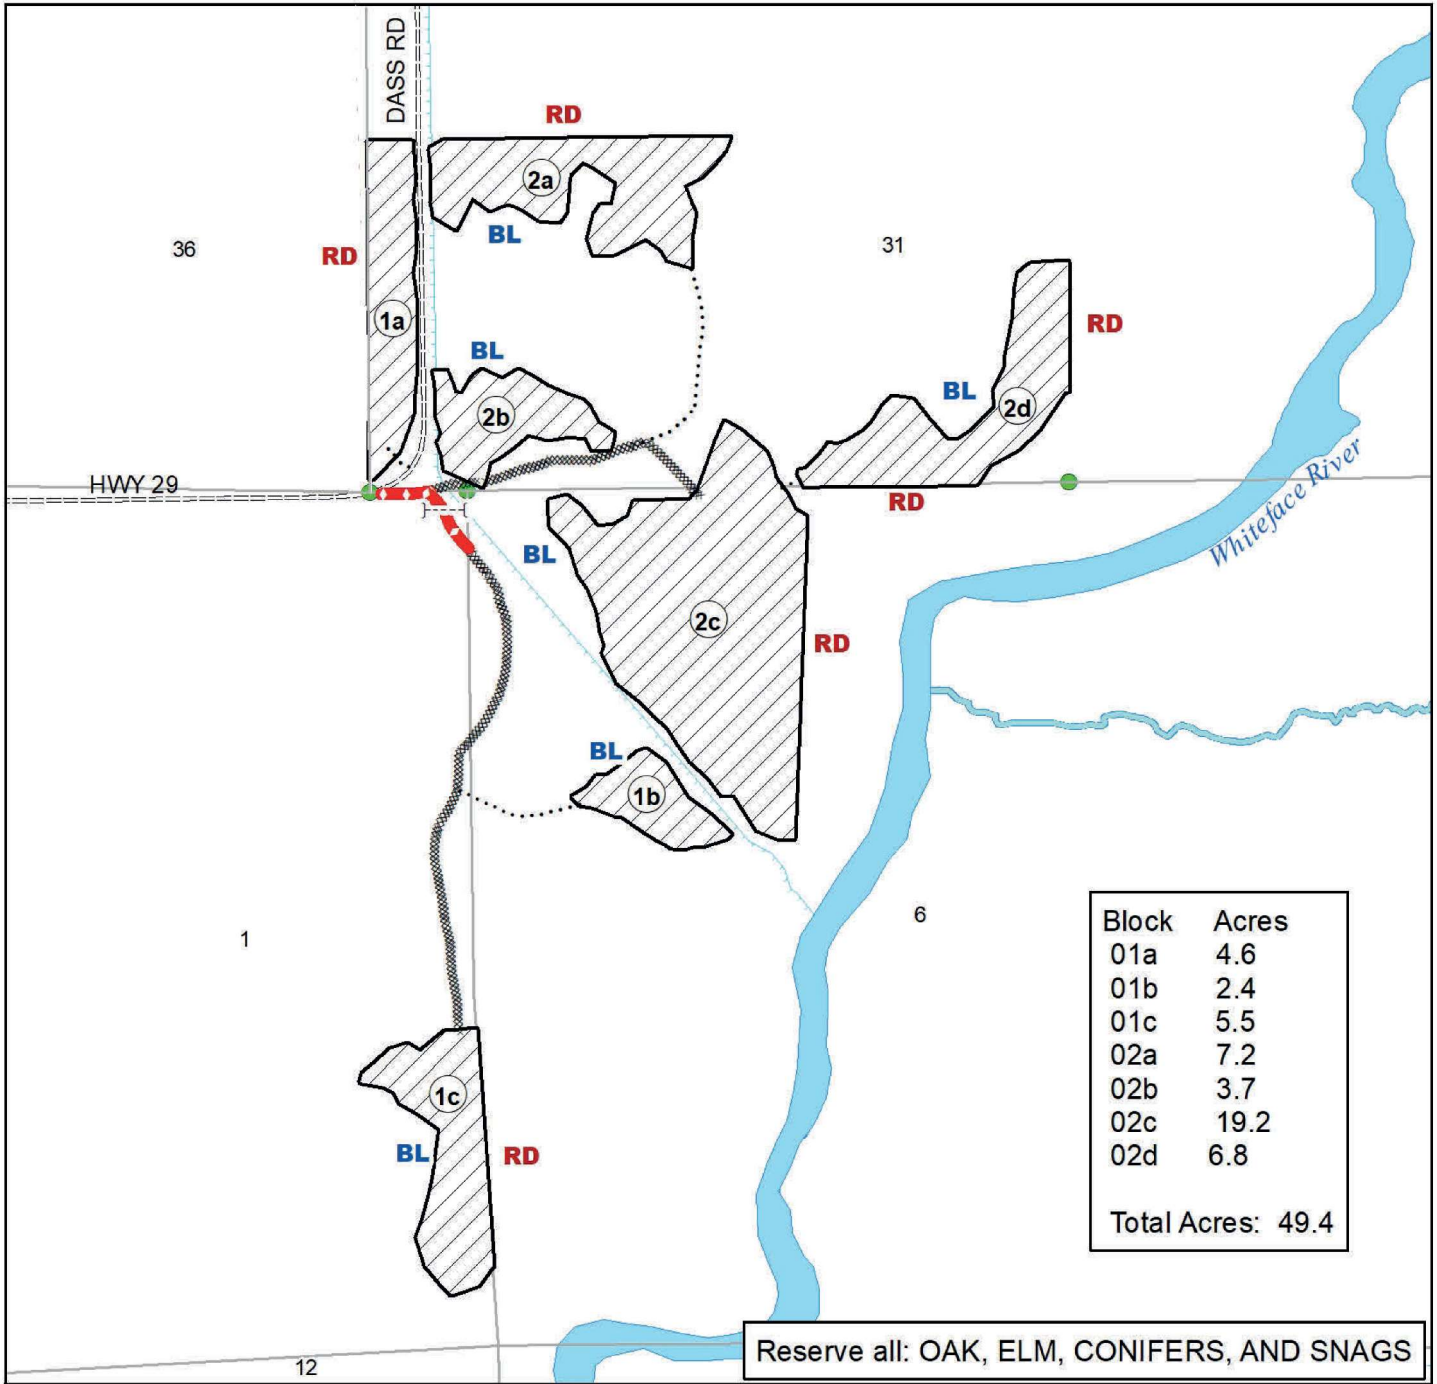 DASS RD
RD
2a
BL
36
RD
31
1a
RD
BL
BL
2d
2b
HWY 29
RD
Whiteface River
BL
2c
RD
BL
1b
6
1
1c
BL
RD
Block Acres
01a 4.6
01b 2.4
01c 5.5
02a 7.2
02b 3.7
02c 19.2
02d 6.8
Total Acres: 49.4
Reserve all: OAK, ELM, CONIFERS, AND SNAGS
12